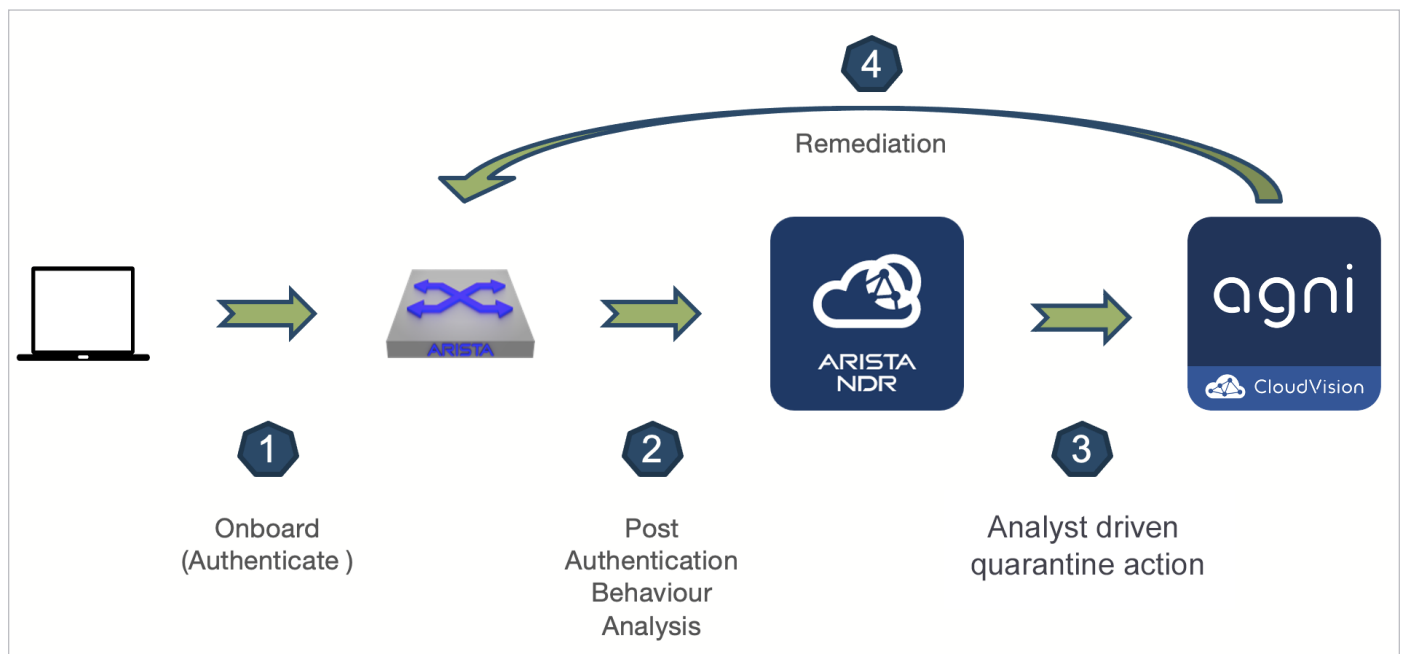 4
Remediation
ARISTA
ARISTA
NDR
agni
CloudVision
1
2
3
Onboard
(Authenticate )
Post
Authentication
Behaviour
Analysis
Analyst driven
quarantine action